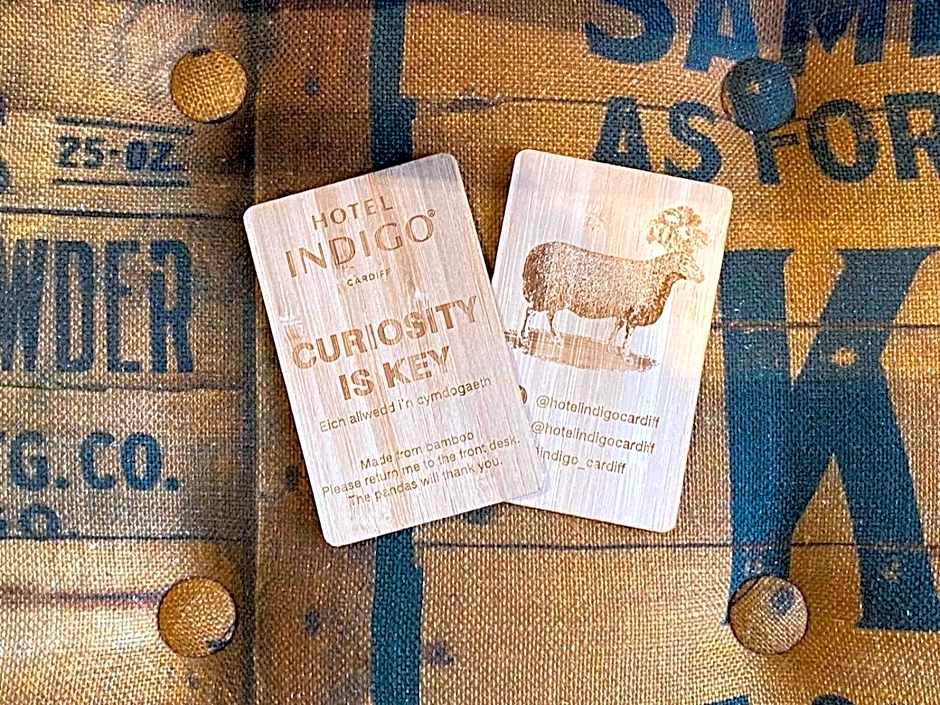 25-OZ.
WDER
G.CO.
SAM
AS FOR
K
HOTEL
INDIGO®
CARDIFF
CURIOSITY
IS KEY
Eich allwedd i'n cymdogaeth
Made from bamboo
Please return me to the front desk.
The pandas will thank you.
@hotelindigocardiff
@hotelindigocardiff
indigo_cardiff